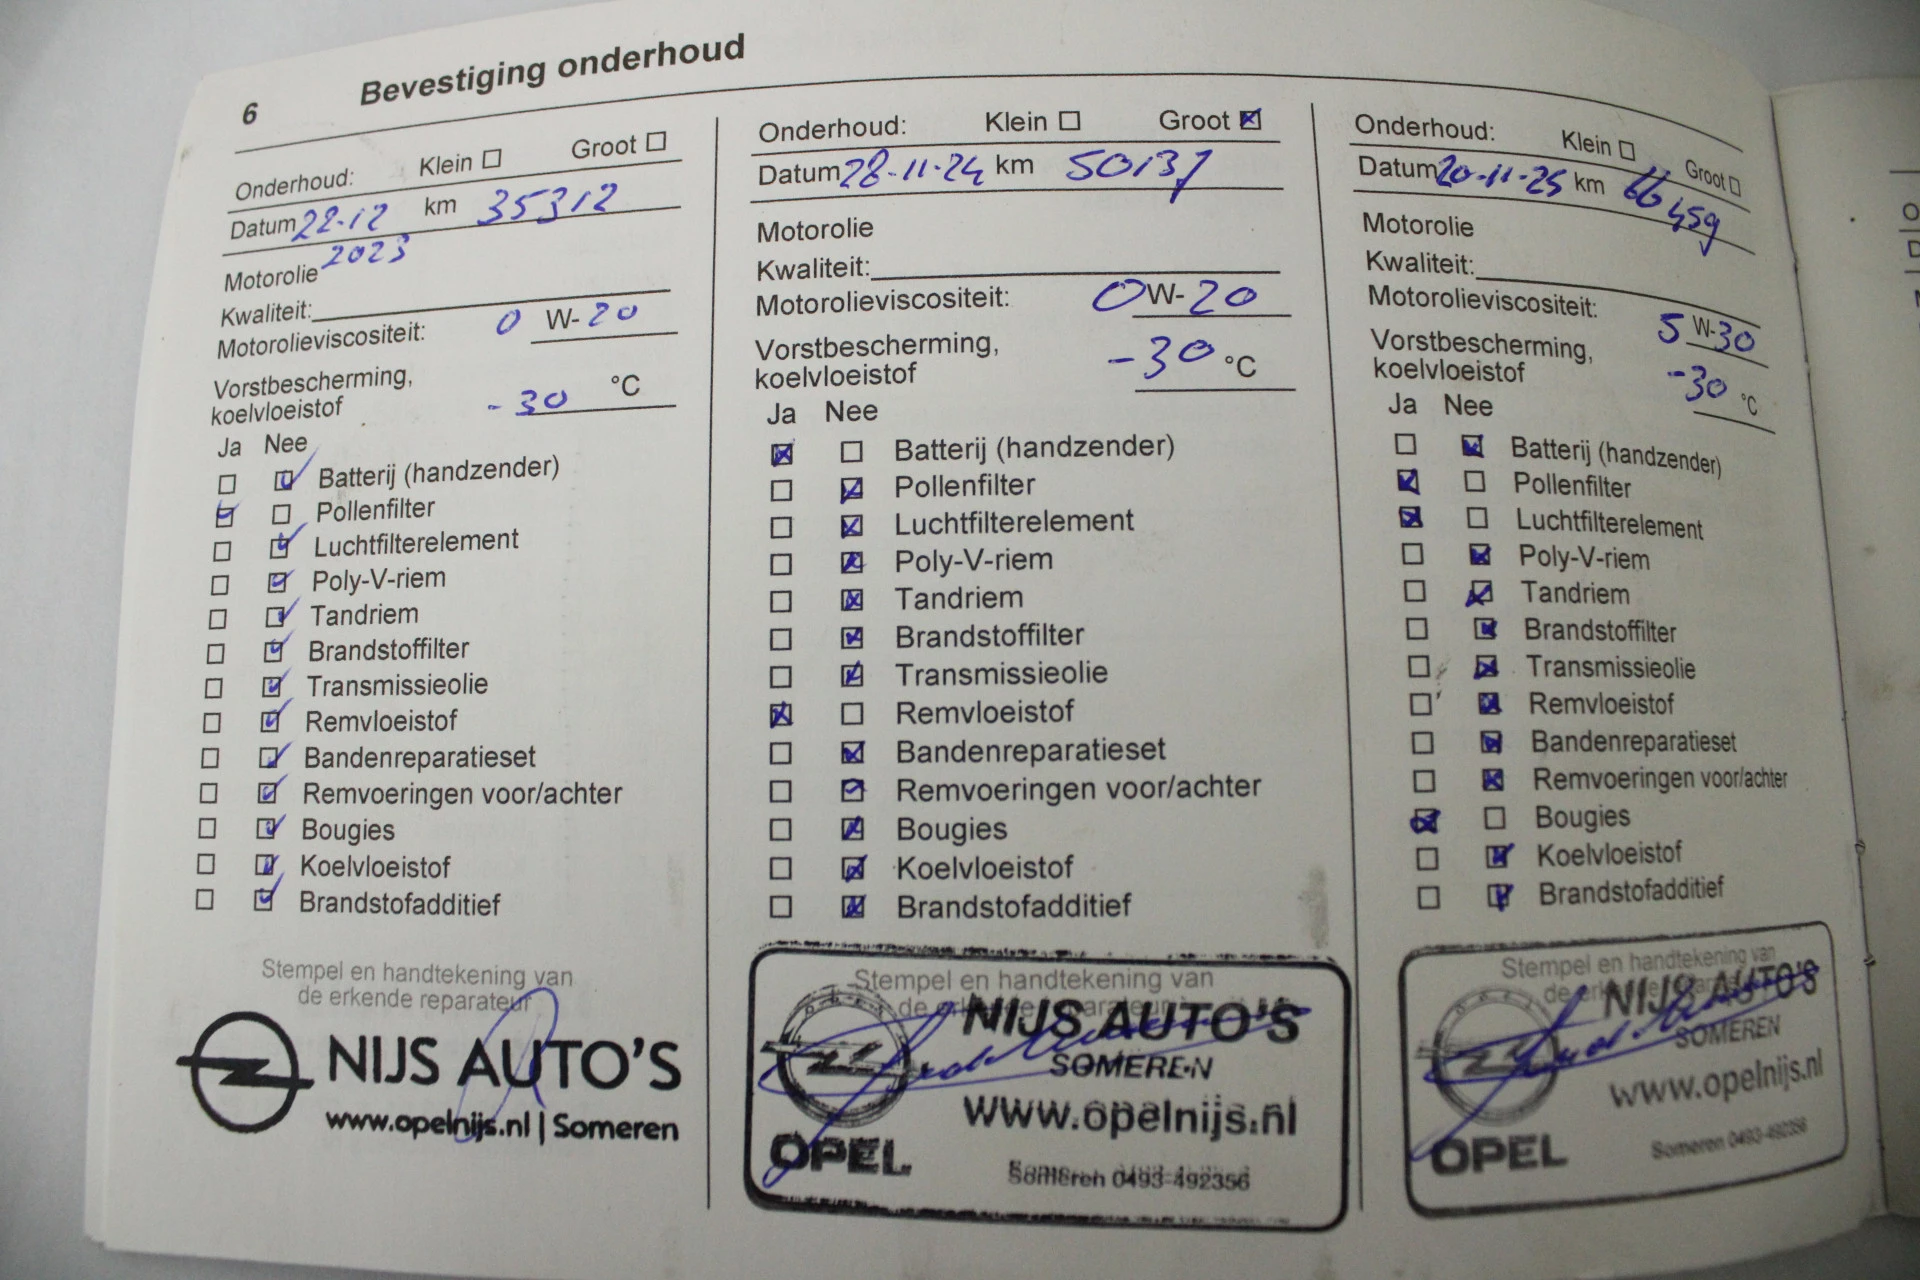 6 Bevestiging onderhoud
Onderhoud: Klein Groot
Datum 22-12 km 35312
2023
Motorolie
Kwaliteit:
Motorolieviscositeit: 0 W-20
Vorstbescherming,
koelvloeistof -30 °C
Ja Nee
Batterij (handzender)
Pollenfilter
Luchtfilterelement
Poly-V-riem
Tandriem
Brandstoffilter
Transmissieolie
Remvloeistof
Bandenreparatieset
Remvoeringen voor/achter
Bougies
Koelvloeistof
Brandstofadditief
Stempel en handtekening van
de erkende reparateur
NIJS AUTO'S
www.opelnijs.nl | Someren
Onderhoud: Klein Groot
Datum 28-11-24 km 50137
Motorolie
Kwaliteit:
Motorolieviscositeit: 0 W-20
Vorstbescherming,
koelvloeistof -30 °C
Ja Nee
Batterij (handzender)
Pollenfilter
Luchtfilterelement
Poly-V-riem
Tandriem
Brandstoffilter
Transmissieolie
Remvloeistof
Bandenreparatieset
Remvoeringen voor/achter
Bougies
Koelvloeistof
Brandstofadditief
Stempel en handtekening van
de erkende reparateur
NIJS AUTO'S
SOMEREN
www.opelnijs.nl
OPEL
Someren 0493-492356
Onderhoud: Klein Groot
Datum 20-11-25 km 66459
Motorolie
Kwaliteit:
Motorolieviscositeit: 5 W-30
Vorstbescherming,
koelvloeistof -30 °C
Ja Nee
Batterij (handzender)
Pollenfilter
Luchtfilterelement
Poly-V-riem
Tandriem
Brandstoffilter
Transmissieolie
Remvloeistof
Bandenreparatieset
Remvoeringen voor/achter
Bougies
Koelvloeistof
Brandstofadditief
Stempel en handtekening van
NIJS AUTO'S
SOMEREN
www.opelnijs.nl
OPEL
Someren 0493-492356